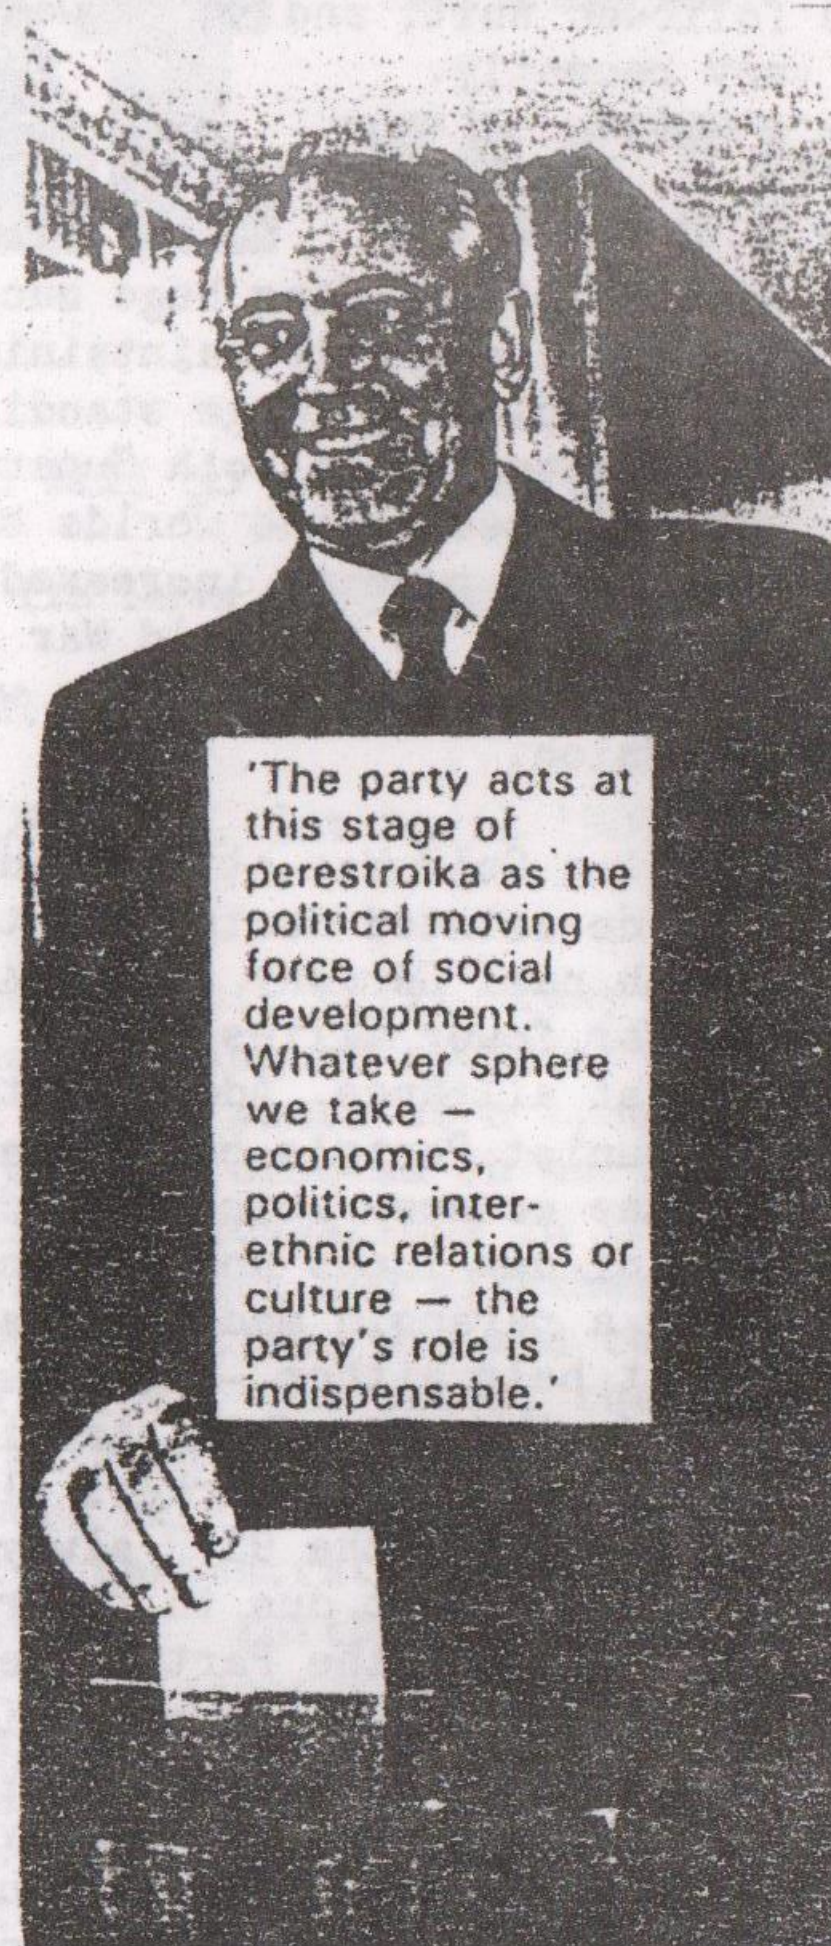 'The party acts at
this stage of
perestroika as the
political moving
force of social
development.
Whatever sphere
we take —
economics,
politics, inter-
ethnic relations or
culture — the
party's role is
indispensable.'